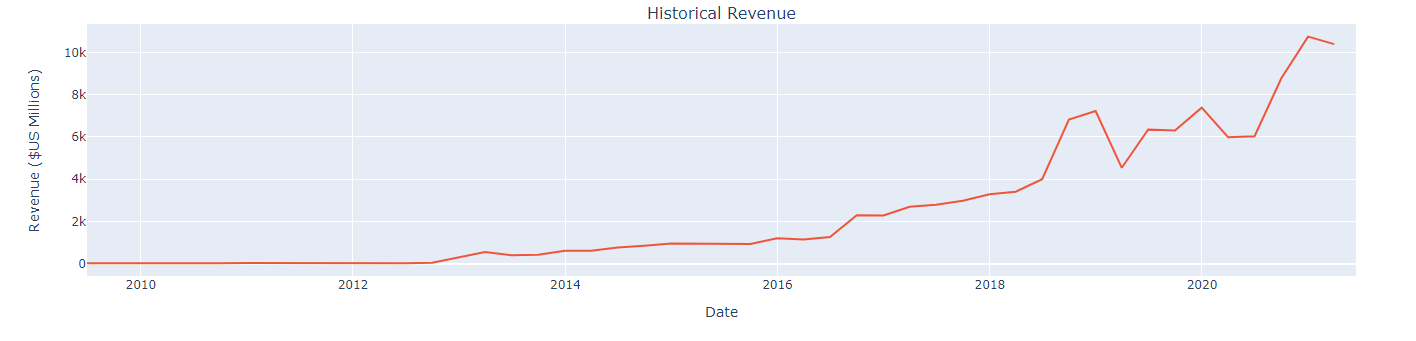 Historical Revenue
Revenue ($US Millions)
10k
8k
6k
4k
2k
0
2010
2012
2014
2016
2018
2020
Date